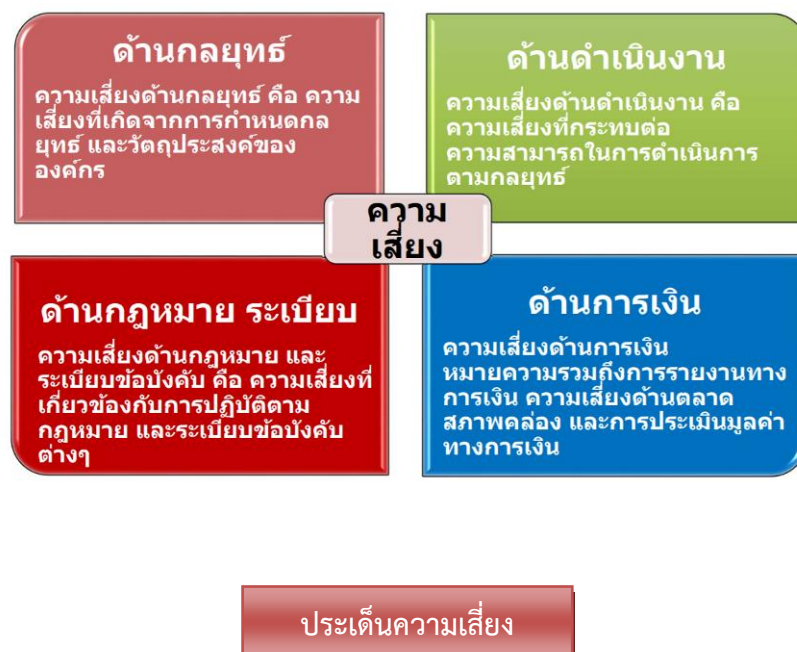 ด้านกลยุทธ์
ความเสี่ยงด้านกลยุทธ์ คือ ความ
เสี่ยงที่เกิดจากการกำหนดกล
ยุทธ์ และวัตถุประสงค์ของ
องค์กร
ด้านดำเนินงาน
ความเสี่ยงด้านดำเนินงาน คือ
ความเสี่ยงที่กระทบต่อ
ความสามารถในการดำเนินการ
ตามกลยุทธ์
ความ
เสี่ยง
ด้านกฎหมาย ระเบียบ
ความเสี่ยงด้านกฎหมาย และ
ระเบียบข้อบังคับ คือ ความเสี่ยงที่
เกี่ยวข้องกับการปฏิบัติตาม
กฎหมาย และระเบียบข้อบังคับ
ต่างๆ
ด้านการเงิน
ความเสี่ยงด้านการเงิน
หมายความรวมถึงการรายงานทาง
การเงิน ความเสี่ยงด้านตลาด
สภาพคล่อง และการประเมินมูลค่า
ทางการเงิน
ประเด็นความเสี่ยง